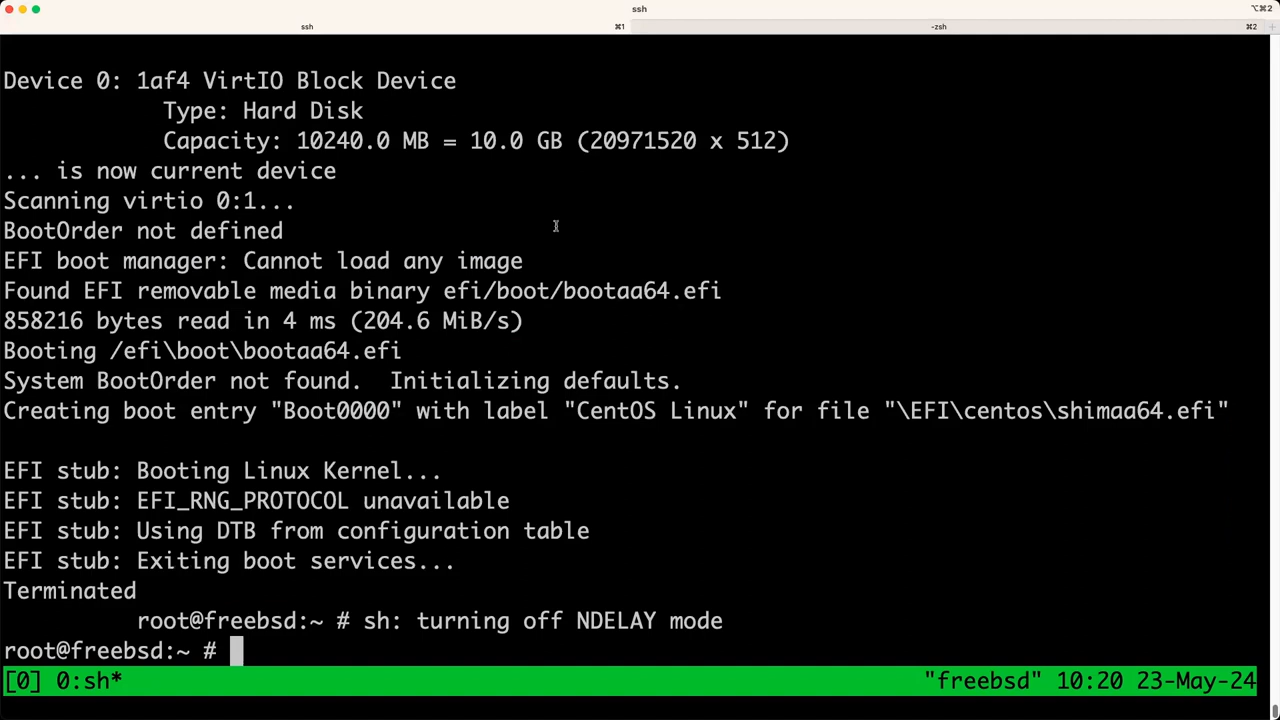 ssh
⌥⌘2
ssh
⌘1
-zsh
⌘2
Device 0: 1af4 VirtIO Block Device
Type: Hard Disk
Capacity: 10240.0 MB = 10.0 GB (20971520 x 512)
... is now current device
Scanning virtio 0:1...
BootOrder not defined
EFI boot manager: Cannot load any image
Found EFI removable media binary efi/boot/bootaa64.efi
858216 bytes read in 4 ms (204.6 MiB/s)
Booting /efi\boot\bootaa64.efi
System BootOrder not found.  Initializing defaults.
Creating boot entry "Boot0000" with label "CentOS Linux" for file "\EFI\centos\shimaa64.efi"
EFI stub: Booting Linux Kernel...
EFI stub: EFI_RNG_PROTOCOL unavailable
EFI stub: Using DTB from configuration table
EFI stub: Exiting boot services...
Terminated
root@freebsd:~ # sh: turning off NDELAY mode
root@freebsd:~ #
[0] 0:sh* "freebsd" 10:20 23-May-24